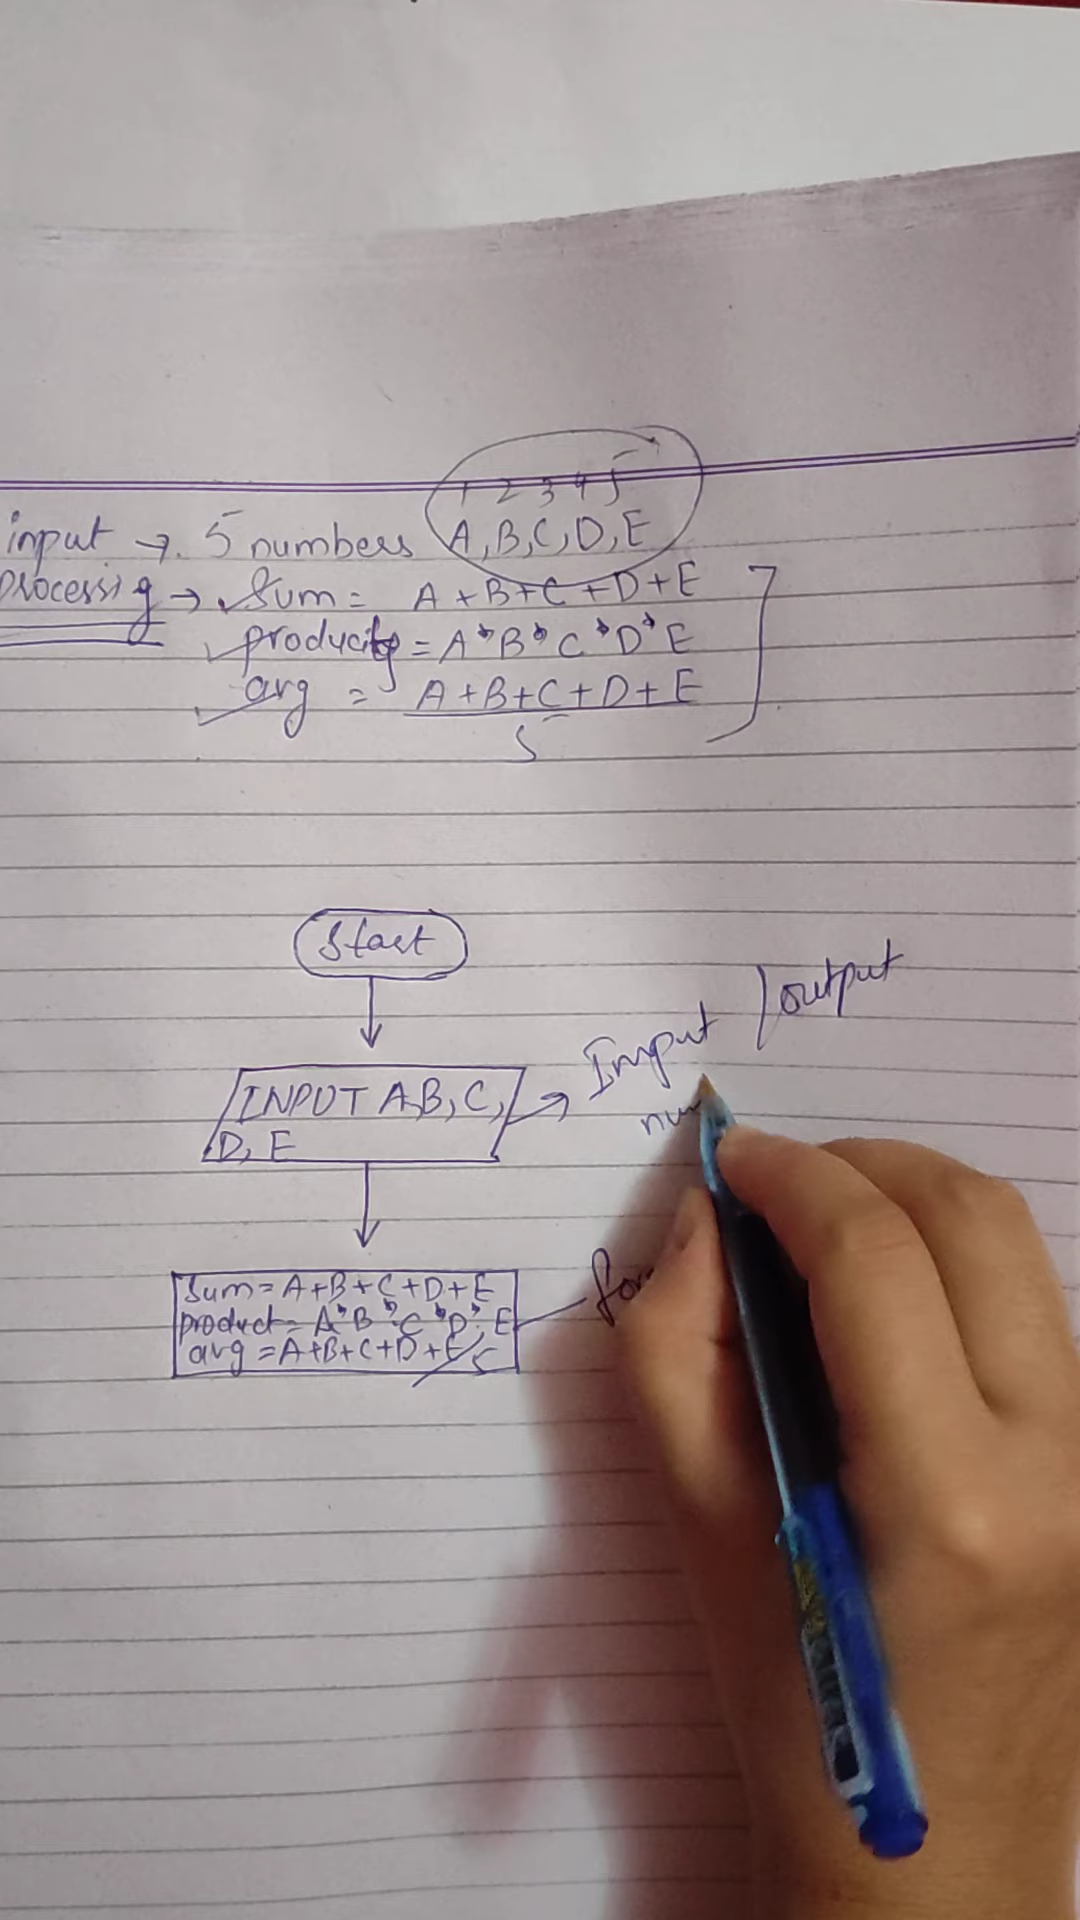 1 2 3 4 5
input → 5 numbers A, B, C, D, E
processig → Sum = A + B + C + D + E
product = A * B * C * D * E
avg = A + B + C + D + E
5
Start
Input / output
INPUT A,B, C,
D, E
Sum = A+B+C+D+E
product = A * B * C * D * E
avg = A+B+C+D+E/5